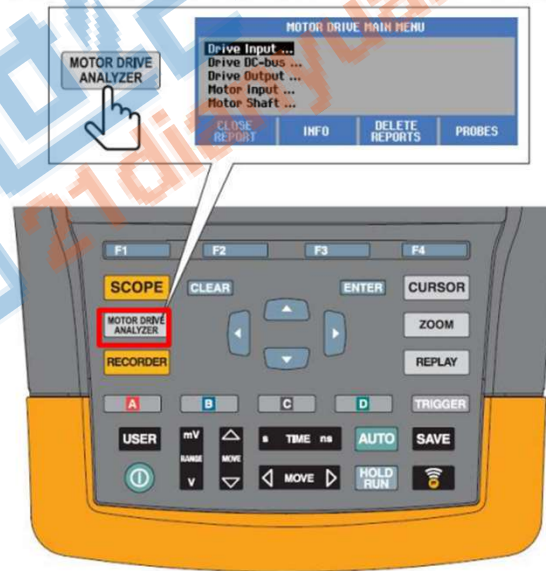 MOTOR DRIVE
ANALYZER
MOTOR DRIVE MAIN MENU
Drive Input ...
Drive DC-bus ...
Drive Output ...
Motor Input ...
Motor Shaft ...
CLOSE
REPORT
INFO
DELETE
REPORTS
PROBES
F1 F2 F3 F4
SCOPE CLEAR ENTER CURSOR
MOTOR DRIVE
ANALYZER
ZOOM
RECORDER REPLAY
A B C D TRIGGER
USER mV s TIME ns AUTO SAVE
RANGE MOVE
V MOVE HOLD
RUN